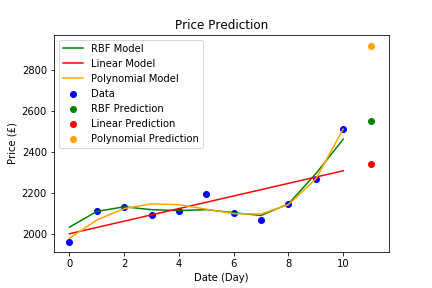 Price Prediction
RBF Model
Linear Model
Polynomial Model
Data
RBF Prediction
Linear Prediction
Polynomial Prediction
Price (£)
2800
2600
2400
2200
2000
0 2 4 6 8 10
Date (Day)